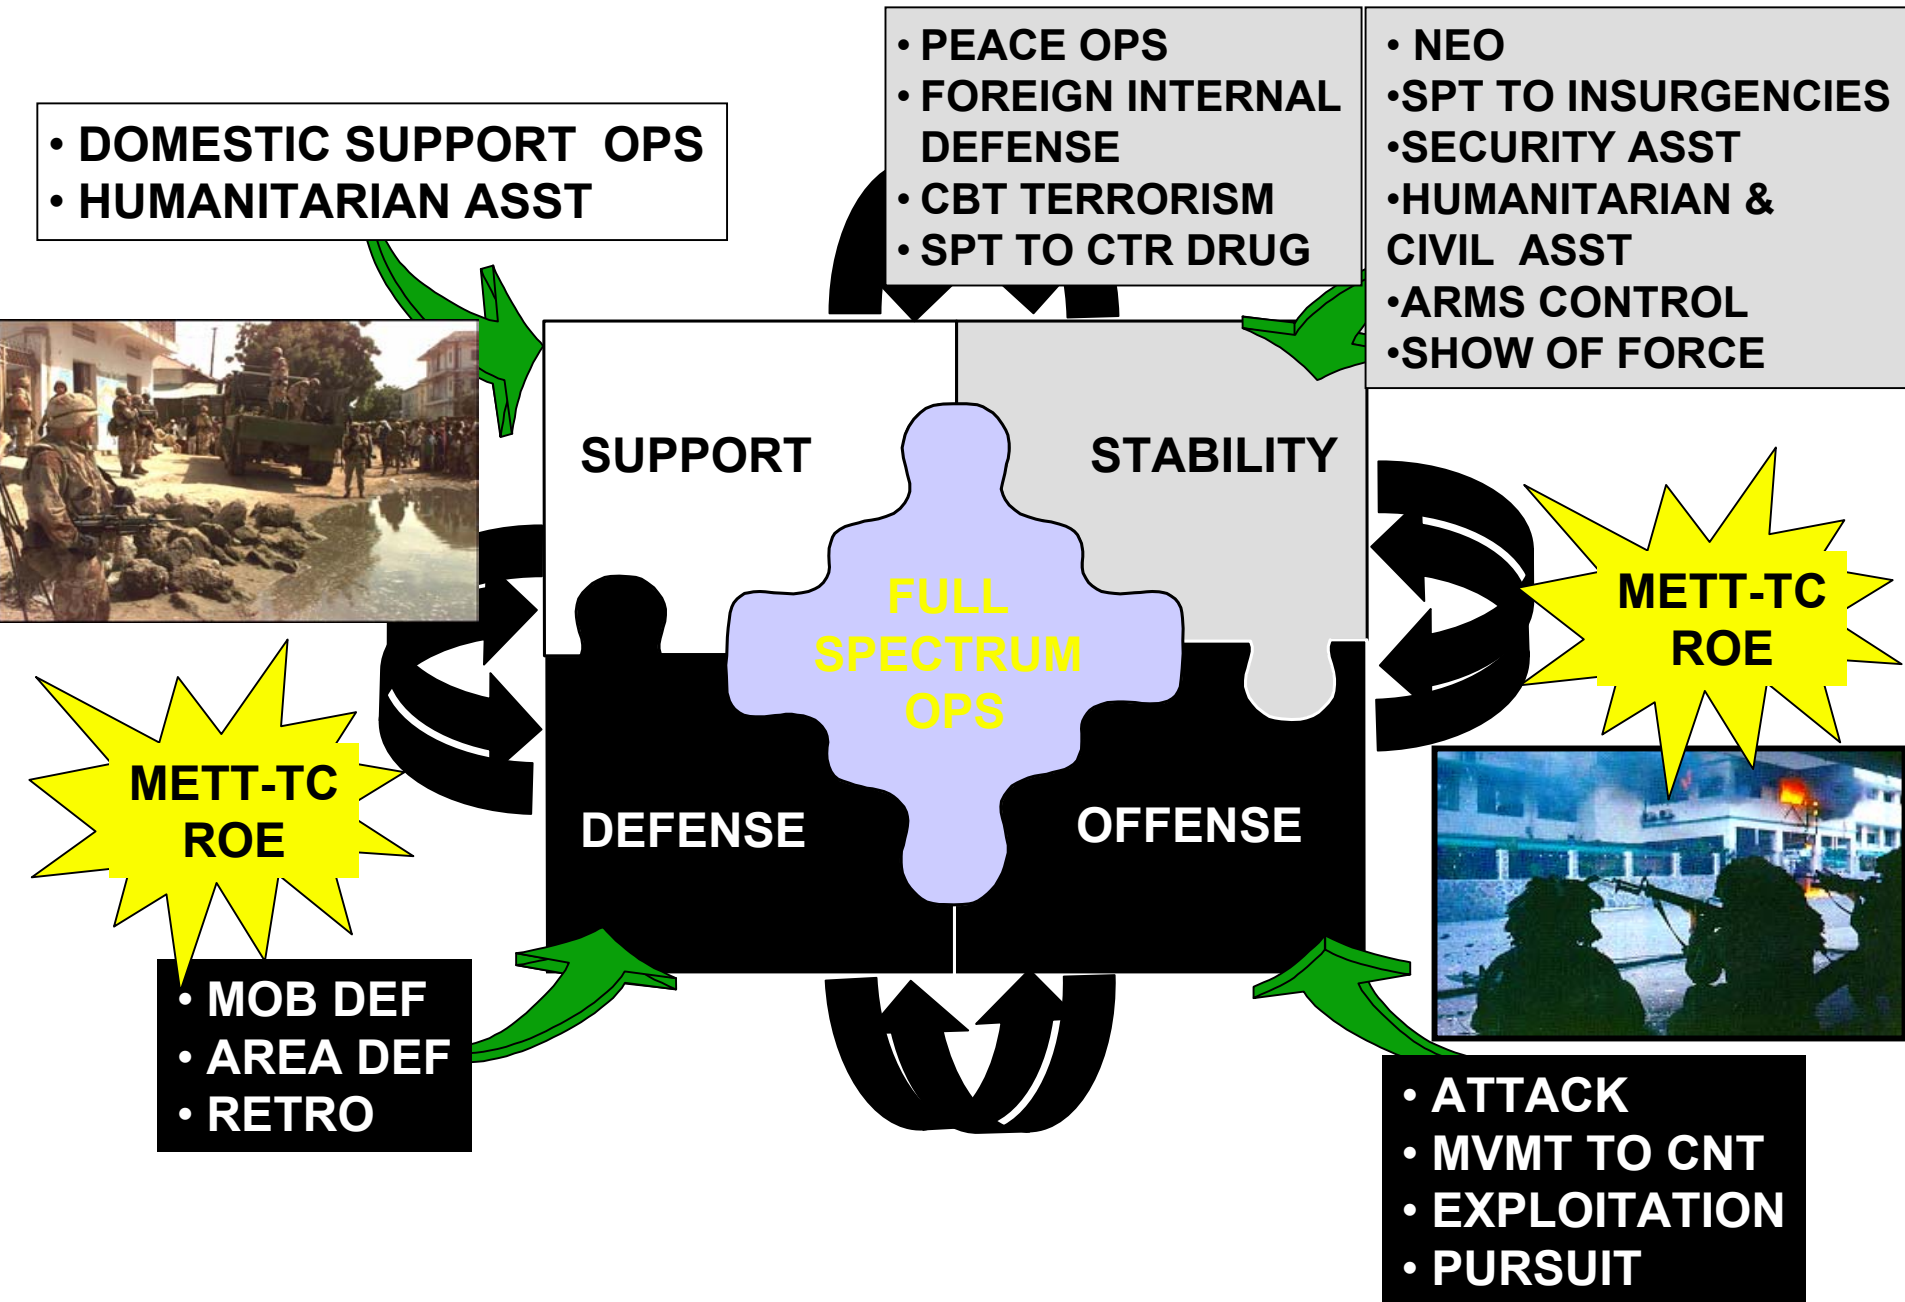 • DOMESTIC SUPPORT OPS
• HUMANITARIAN ASST
• PEACE OPS
• FOREIGN INTERNAL
DEFENSE
• CBT TERRORISM
• SPT TO CTR DRUG
• NEO
•SPT TO INSURGENCIES
•SECURITY ASST
•HUMANITARIAN &
CIVIL ASST
•ARMS CONTROL
•SHOW OF FORCE
SUPPORT
STABILITY
FULL
SPECTRUM
OPS
METT-TC
ROE
METT-TC
ROE
DEFENSE
OFFENSE
• MOB DEF
• AREA DEF
• RETRO
• ATTACK
• MVMT TO CNT
• EXPLOITATION
• PURSUIT